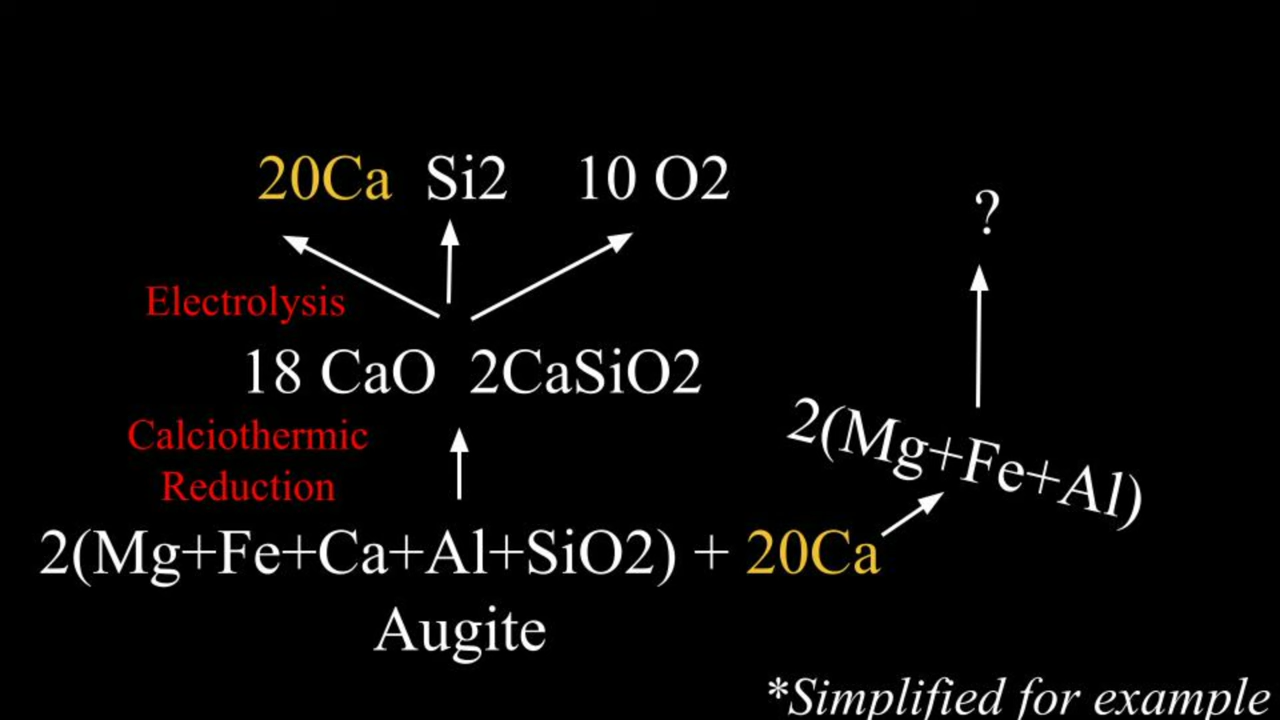 20Ca Si2 10 O2
?
Electrolysis
18 CaO 2CaSiO2
Calciothermic
Reduction
2(Mg+Fe+Al)
2(Mg+Fe+Ca+Al+SiO2) + 20Ca
Augite
*Simplified for example